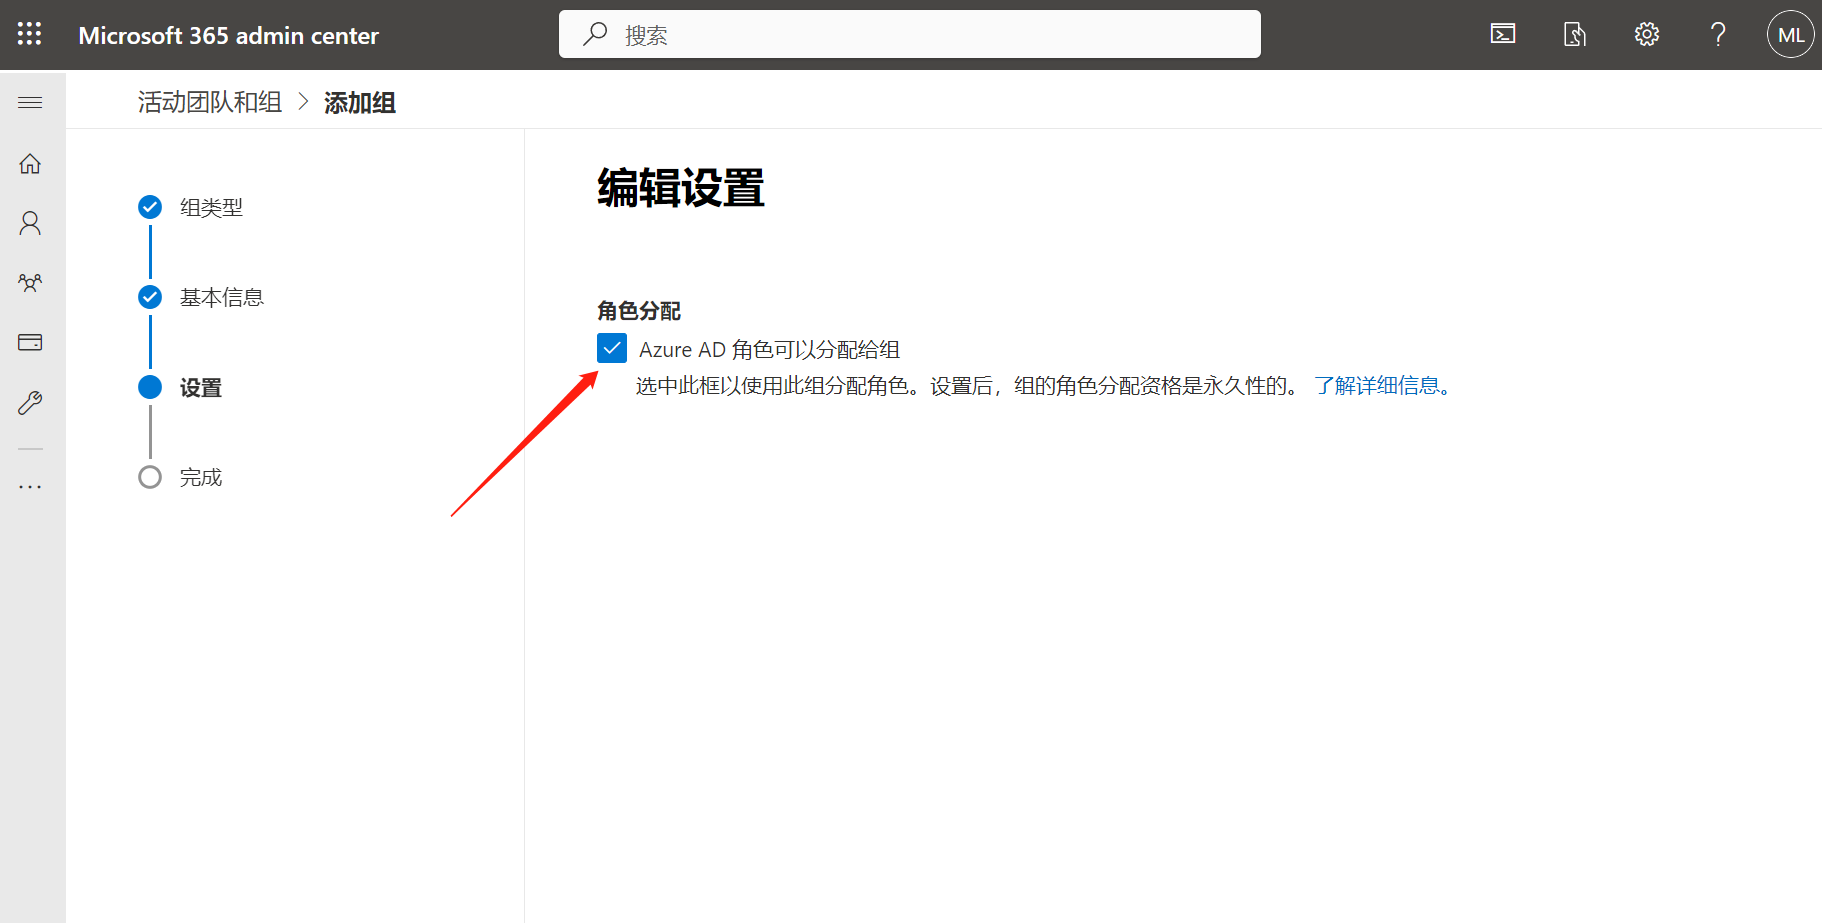 Microsoft 365 admin center
搜索
ML
活动团队和组 > 添加组
组类型
基本信息
设置
完成
编辑设置
角色分配
Azure AD 角色可以分配给组
选中此框以使用此组分配角色。设置后，组的角色分配资格是永久性的。 了解详细信息。